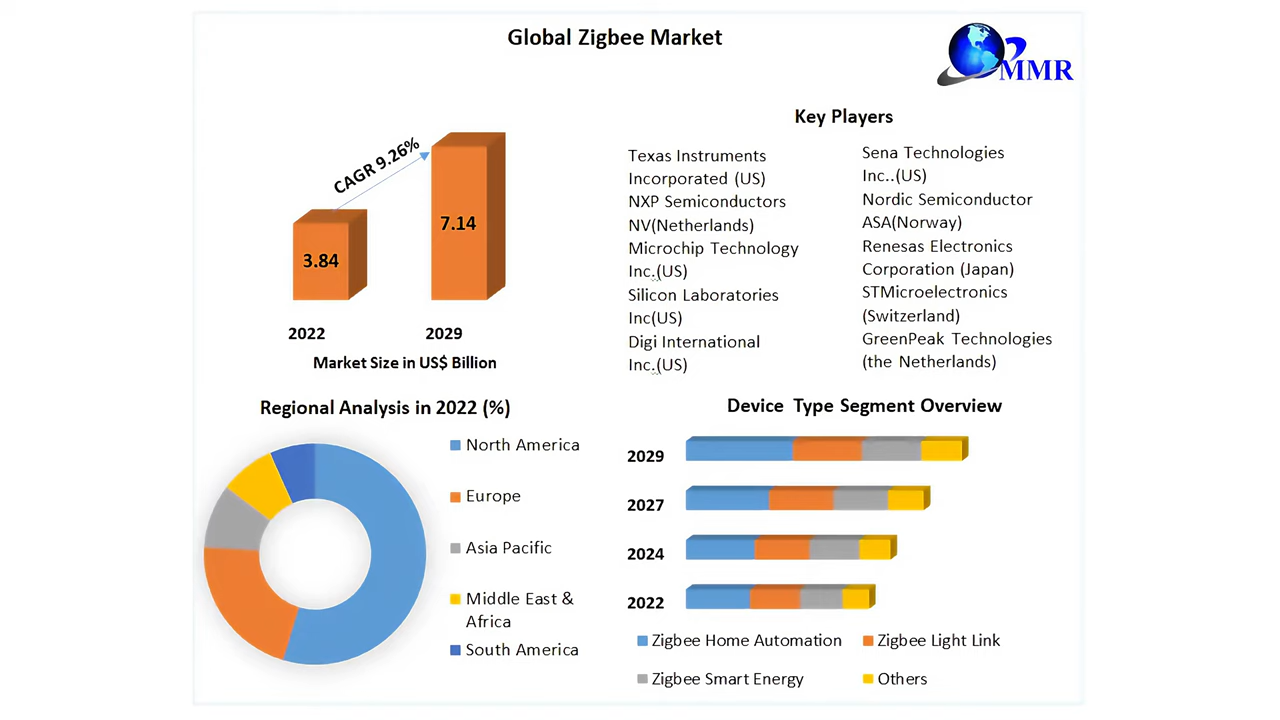 Global Zigbee Market
MMR
CAGR 9.26%
3.84
7.14
2022
2029
Market Size in US$ Billion
Key Players
Texas Instruments
Incorporated (US)
NXP Semiconductors
NV(Netherlands)
Microchip Technology
Inc.(US)
Silicon Laboratories
Inc(US)
Digi International
Inc.(US)
Sena Technologies
Inc..(US)
Nordic Semiconductor
ASA(Norway)
Renesas Electronics
Corporation (Japan)
STMicroelectronics
(Switzerland)
GreenPeak Technologies
(the Netherlands)
Regional Analysis in 2022 (%)
North America
Europe
Asia Pacific
Middle East &
Africa
South America
Device Type Segment Overview
2029
2027
2024
2022
Zigbee Home Automation
Zigbee Light Link
Zigbee Smart Energy
Others